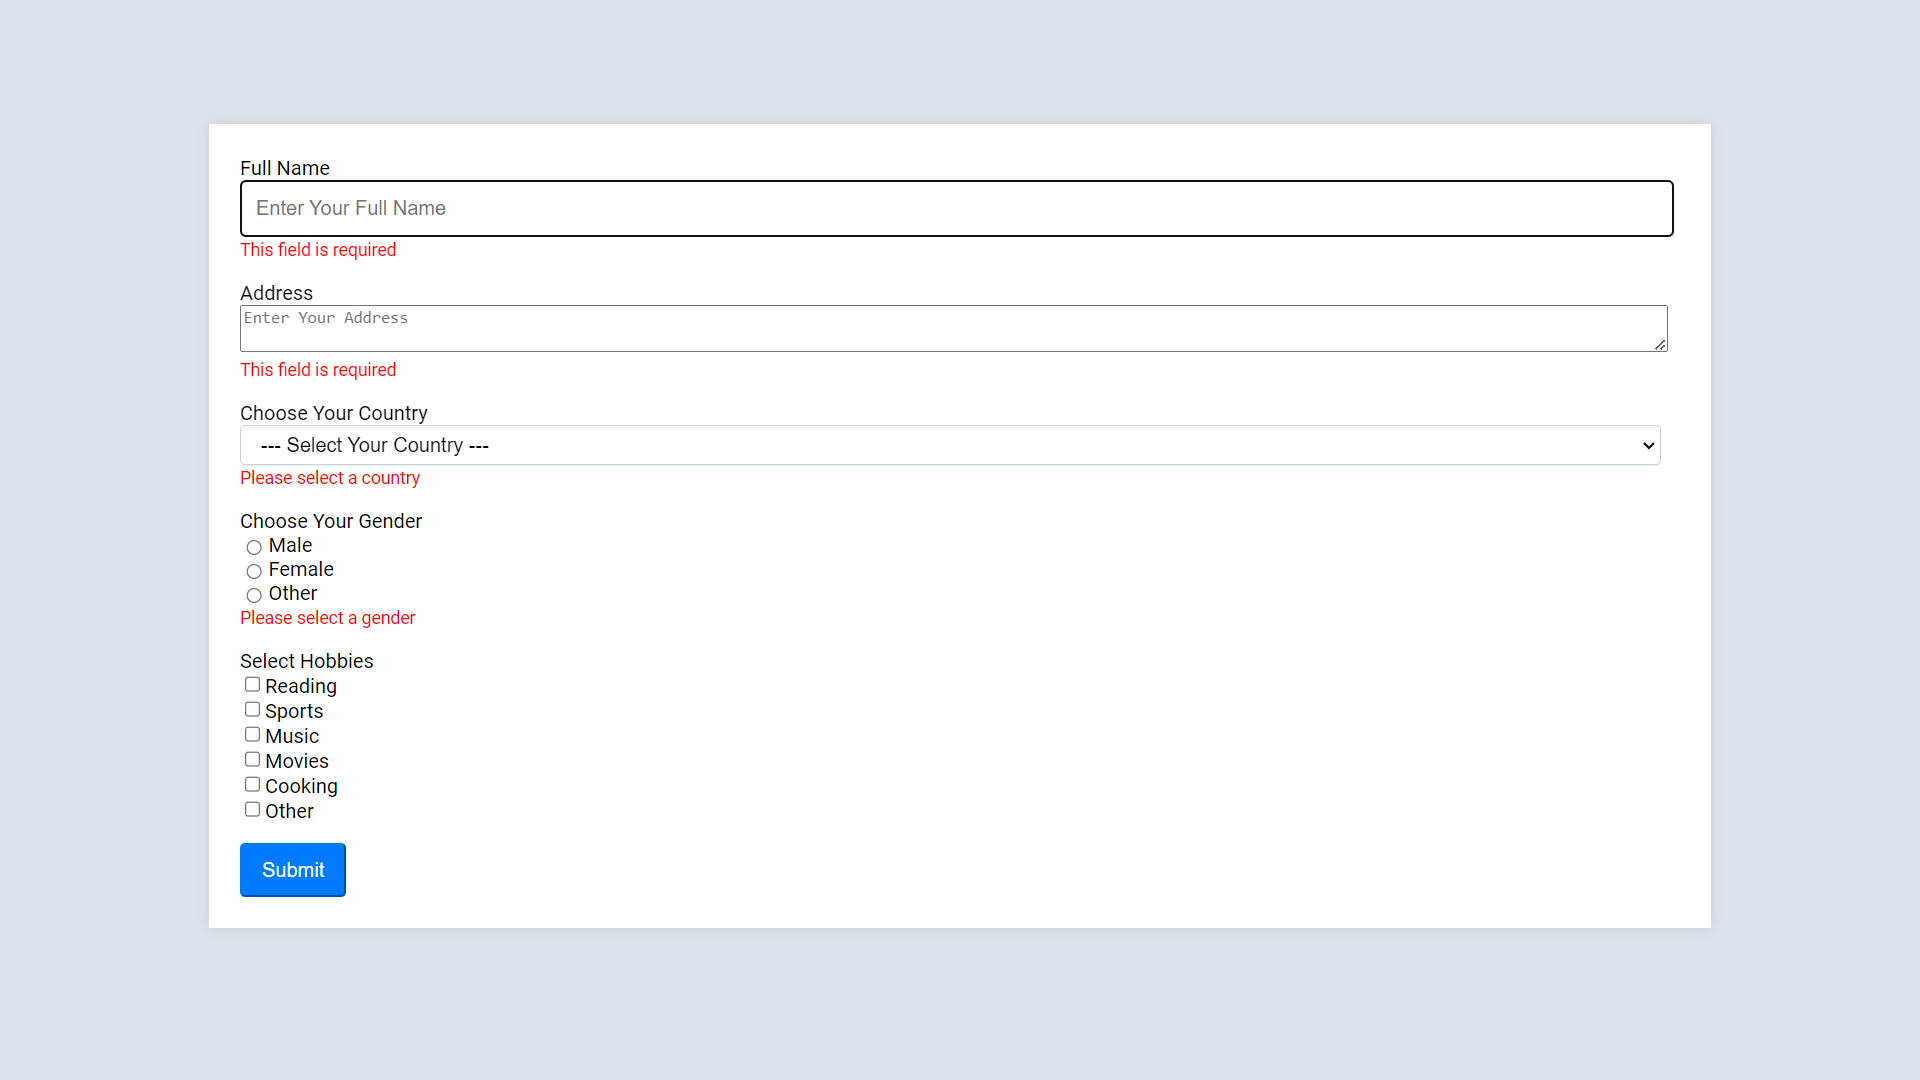 Full Name
Enter Your Full Name
This field is required
Address
Enter Your Address
This field is required
Choose Your Country
--- Select Your Country ---
Please select a country
Choose Your Gender
Male
Female
Other
Please select a gender
Select Hobbies
Reading
Sports
Music
Movies
Cooking
Other
Submit